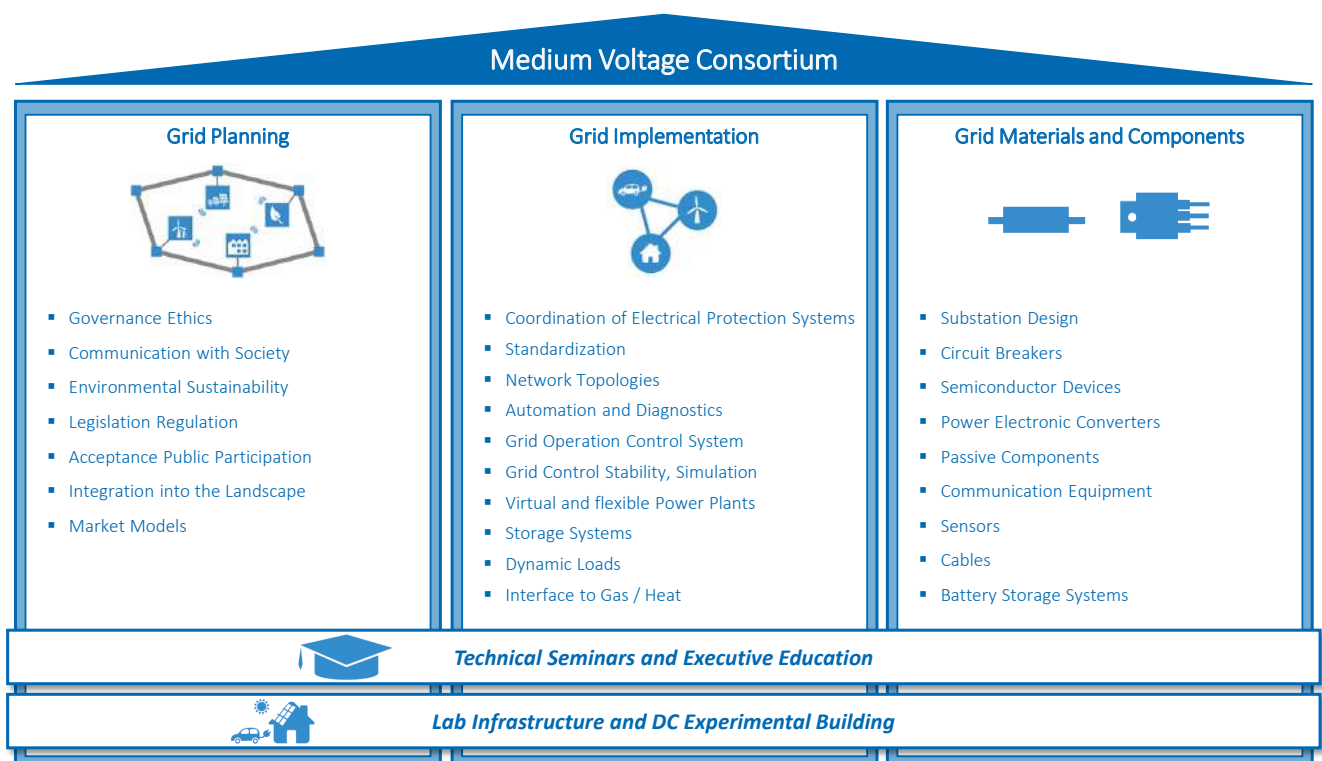 Medium Voltage Consortium
Grid Planning
Governance Ethics
Communication with Society
Environmental Sustainability
Legislation Regulation
Acceptance Public Participation
Integration into the Landscape
Market Models
Grid Implementation
Coordination of Electrical Protection Systems
Standardization
Network Topologies
Automation and Diagnostics
Grid Operation Control System
Grid Control Stability, Simulation
Virtual and flexible Power Plants
Storage Systems
Dynamic Loads
Interface to Gas / Heat
Grid Materials and Components
Substation Design
Circuit Breakers
Semiconductor Devices
Power Electronic Converters
Passive Components
Communication Equipment
Sensors
Cables
Battery Storage Systems
Technical Seminars and Executive Education
Lab Infrastructure and DC Experimental Building